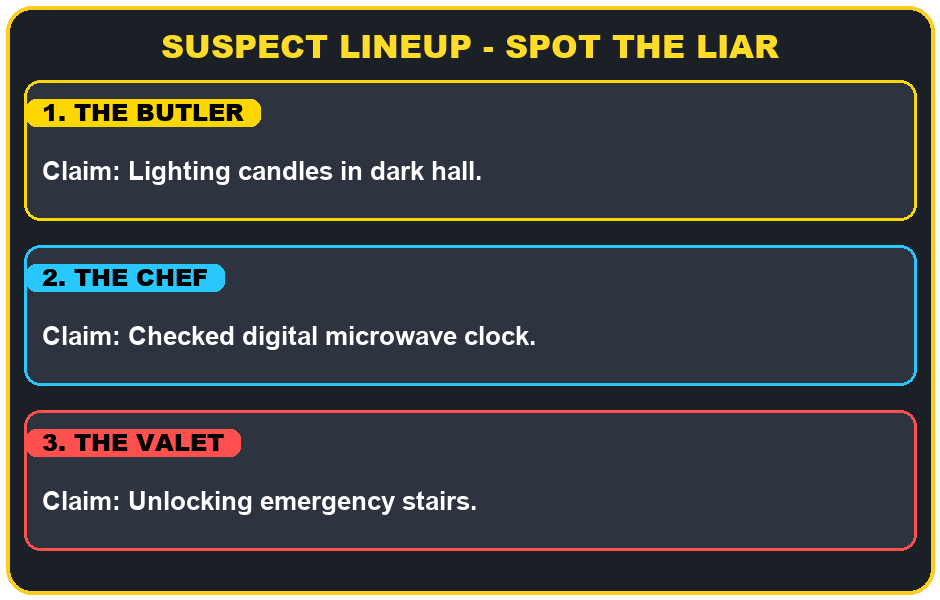 SUSPECT LINEUP - SPOT THE LIAR
1. THE BUTLER
Claim: Lighting candles in dark hall.
2. THE CHEF
Claim: Checked digital microwave clock.
3. THE VALET
Claim: Unlocking emergency stairs.